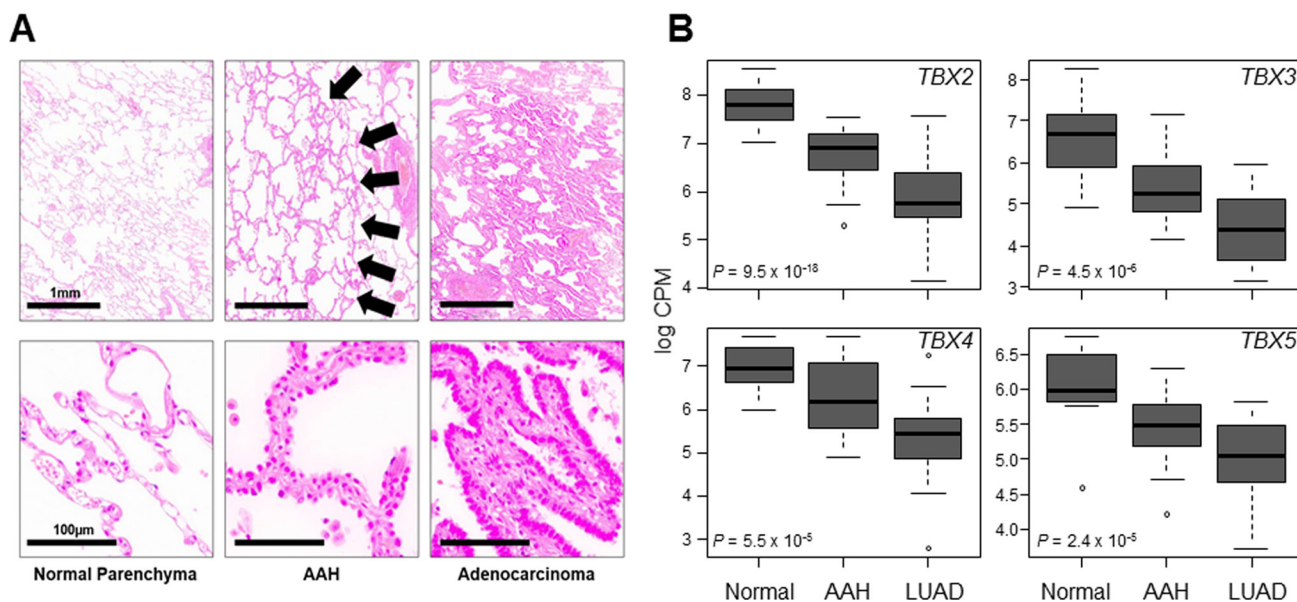 A
1mm
100µm
Normal Parenchyma
AAH
Adenocarcinoma
B
log CPM
TBX2
8
7
6
5
4
P = 9.5 x 10-18
TBX3
8
7
6
5
4
3
P = 4.5 x 10-6
TBX4
7
6
5
4
3
P = 5.5 x 10-5
TBX5
6.5
6.0
5.5
5.0
4.5
4.0
P = 2.4 x 10-5
Normal AAH LUAD
Normal AAH LUAD